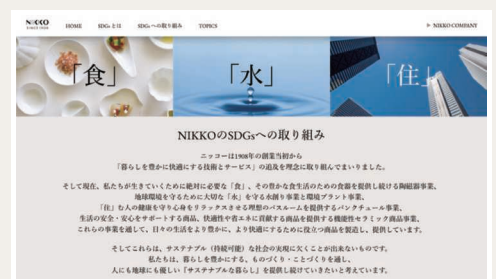 NIKKO
SINCE 1908
HOME
SDGs とは
SDGs への取り組み
TOPICS
NIKKO COMPANY
「食」
「水」
「住」
NIKKOのSDGsへの取り組み
ニッコーは1908年の創業当初から
「暮らしを豊かに快適にする技術とサービス」の追及を理念に取り組んでまいりました。
そして現在、私たちが生きていくために絶対に必要な「食」、その豊かな食生活のための食器を提供し続ける陶磁器事業、
地球環境を守るために大切な「水」を守る水創り事業と環境プラント事業、
「住」む人の健康を守り心身をリラックスさせる理想のバスルームを提供するバンクチュール事業、
生活の安全・安心をサポートする商品、快適性や省エネに貢献する商品を提供する機能性セラミック商品事業、
これらの事業を通して、日々の生活をより豊かに、より快適にするために役立つ商品を製造し、提供しています。
そしてこれらは、サステナブル（持続可能）な社会の実現に欠くことが出来ないものです。
私たちは、暮らしを豊かにする、ものづくり・ことづくりを通し、
人にも地球にも優しい「サステナブルな暮らし」を提供し続けていきたいと考えています。